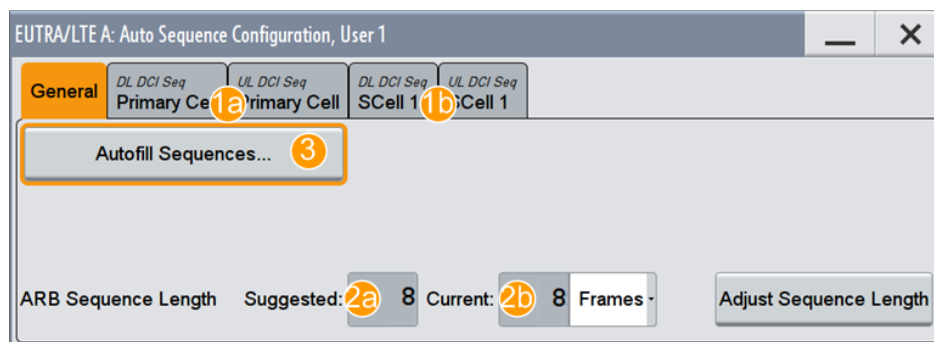 EUTRA/LTE A: Auto Sequence Configuration, User 1
General
DL DCI Seq
Primary Ce
1a
UL DCI Seq
Primary Cell
DL DCI Seq
SCell 1
1b
UL DCI Seq
SCell 1
Autofill Sequences... 3
ARB Sequence Length Suggested: 2a 8 Current: 2b 8 Frames Adjust Sequence Length